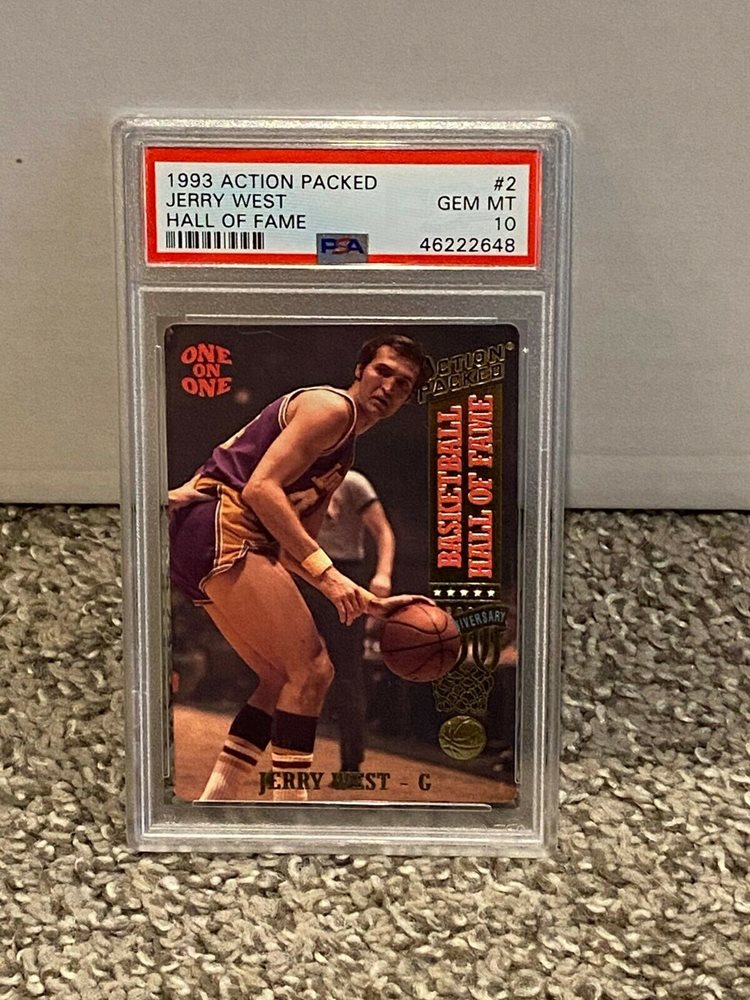 1993 ACTION PACKED #2
JERRY WEST GEM MT
HALL OF FAME 10
PSA 46222648
ONE
ON
ONE
ACTION
PACKED
BASKETBALL
HALL OF FAME
JERRY WEST - G